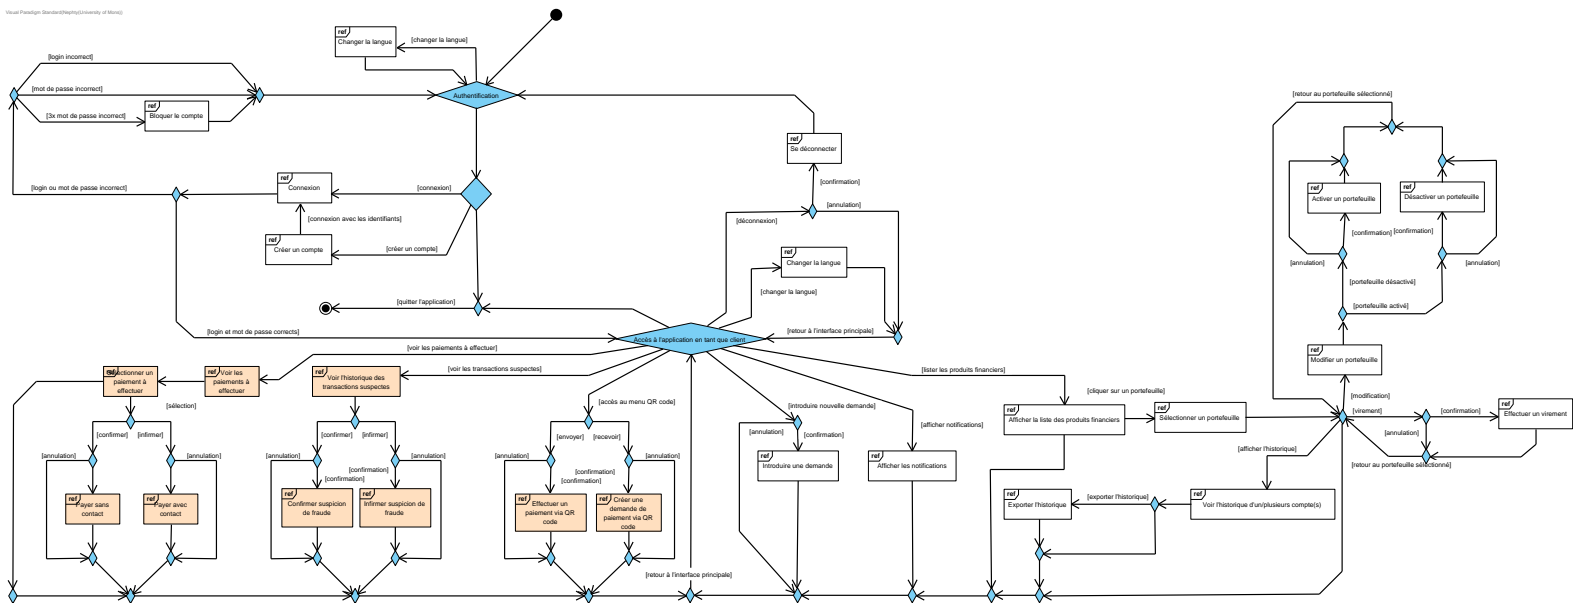 Visual Paradigm Standard(Nephty(University of Mons))
ref
Changer la langue
[changer la langue]
[login incorrect]
[mot de passe incorrect]
Authentification
ref
Bloquer le compte
[3x mot de passe incorrect]
[retour au portefeuille sélectionné]
ref
Se déconnecter
[login ou mot de passe incorrect]
ref
Connexion
[connexion]
[confirmation]
[annulation]
[déconnexion]
[connexion avec les identifiants]
ref
Créer un compte
[créer un compte]
ref
Activer un portefeuille
ref
Désactiver un portefeuille
[confirmation]
[confirmation]
[annulation]
[annulation]
ref
Changer la langue
[changer la langue]
[portefeuille désactivé]
[portefeuille activé]
[quitter l'application]
[login et mot de passe corrects]
Accès à l'application en tant que client
[retour à l'interface principale]
[voir les paiements à effectuer]
[voir les transactions suspectes]
[lister les produits financiers]
ref
Modifier un portefeuille
ref
Sélectionner un
paiement à
effectuer
ref
Voir les
paiements à
effectuer
ref
Voir l'historique des
transactions suspectes
[accès au menu QR code]
[introduire nouvelle demande]
[afficher notifications]
ref
Afficher la liste des produits financiers
[cliquer sur un portefeuille]
ref
Sélectionner un portefeuille
[modification]
[virement]
[confirmation]
ref
Effectuer un virement
[sélection]
[confirmer]
[infirmer]
[annulation]
[annulation]
[confirmer]
[infirmer]
[annulation]
[annulation]
[confirmation]
[confirmation]
[envoyer]
[recevoir]
[annulation]
[annulation]
[confirmation]
[confirmation]
[annulation]
[confirmation]
ref
Introduire une demande
ref
Afficher les notifications
[afficher l'historique]
[annulation]
[retour au portefeuille sélectionné]
ref
Payer sans
contact
ref
Payer avec
contact
ref
Confirmer suspicion
de fraude
ref
Infirmer suspicion de
fraude
ref
Effectuer un
paiement via QR
code
ref
Créer une
demande de
paiement via QR
code
ref
Exporter l'historique
[exporter l'historique]
ref
Voir l'historique d'un/plusieurs compte(s)
[retour à l'interface principale]